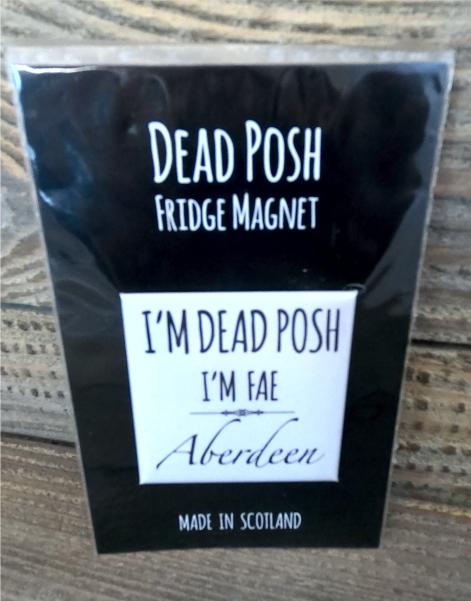 DEAD POSH
FRIDGE MAGNET
I'M DEAD POSH
I'M FAE
Aberdeen
MADE IN SCOTLAND